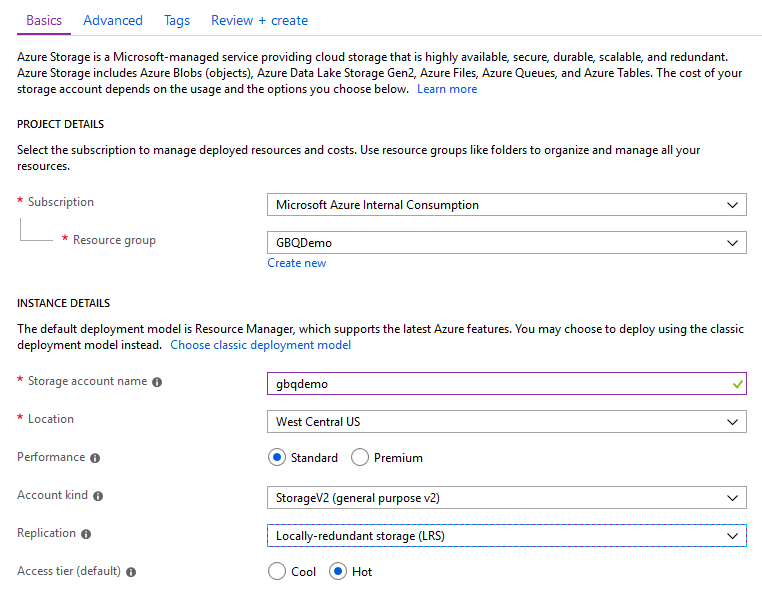 Basics Advanced Tags Review + create
Azure Storage is a Microsoft-managed service providing cloud storage that is highly available, secure, durable, scalable, and redundant.
Azure Storage includes Azure Blobs (objects), Azure Data Lake Storage Gen2, Azure Files, Azure Queues, and Azure Tables. The cost of your
storage account depends on the usage and the options you choose below. Learn more
PROJECT DETAILS
Select the subscription to manage deployed resources and costs. Use resource groups like folders to organize and manage all your
resources.
* Subscription Microsoft Azure Internal Consumption
* Resource group GBQDemo
Create new
INSTANCE DETAILS
The default deployment model is Resource Manager, which supports the latest Azure features. You may choose to deploy using the classic
deployment model instead. Choose classic deployment model
* Storage account name gbqdemo
* Location West Central US
Performance Standard Premium
Account kind StorageV2 (general purpose v2)
Replication Locally-redundant storage (LRS)
Access tier (default) Cool Hot